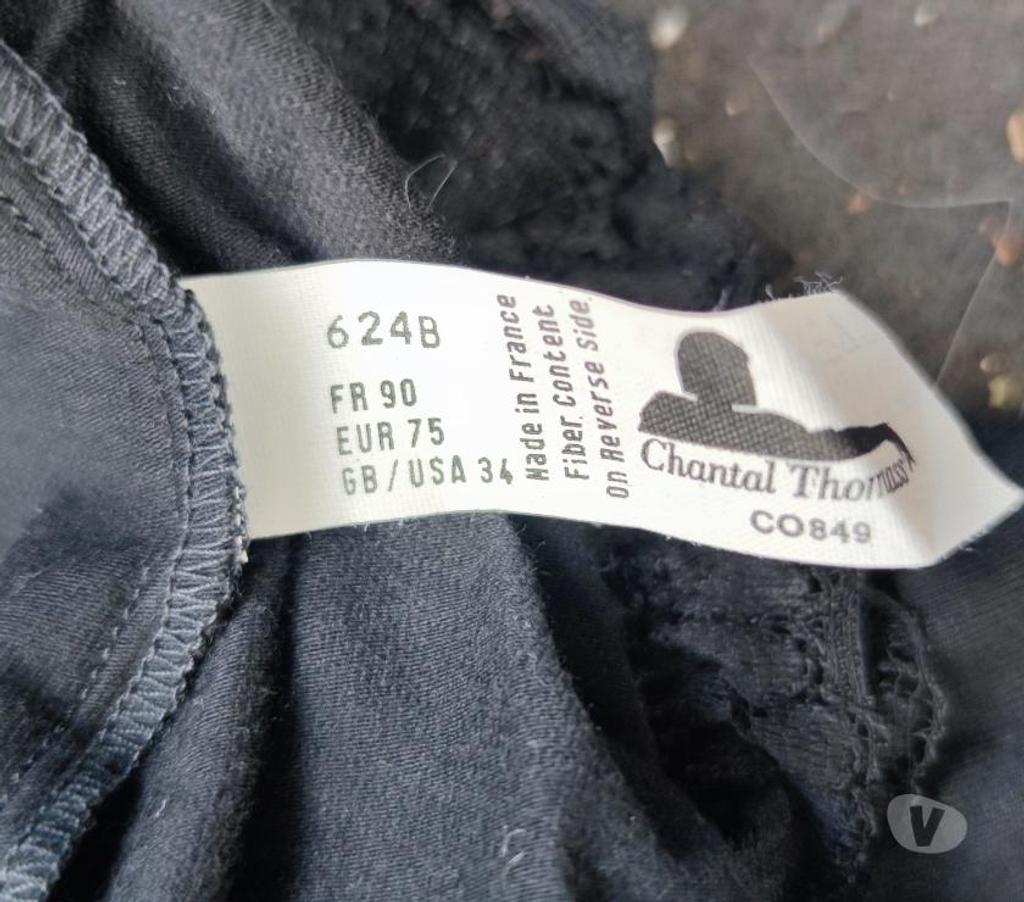 624B
FR 90
EUR 75
GB/USA 34
Made in France
Fiber Content
on Reverse Side.
Chantal Thomass
CO849
V